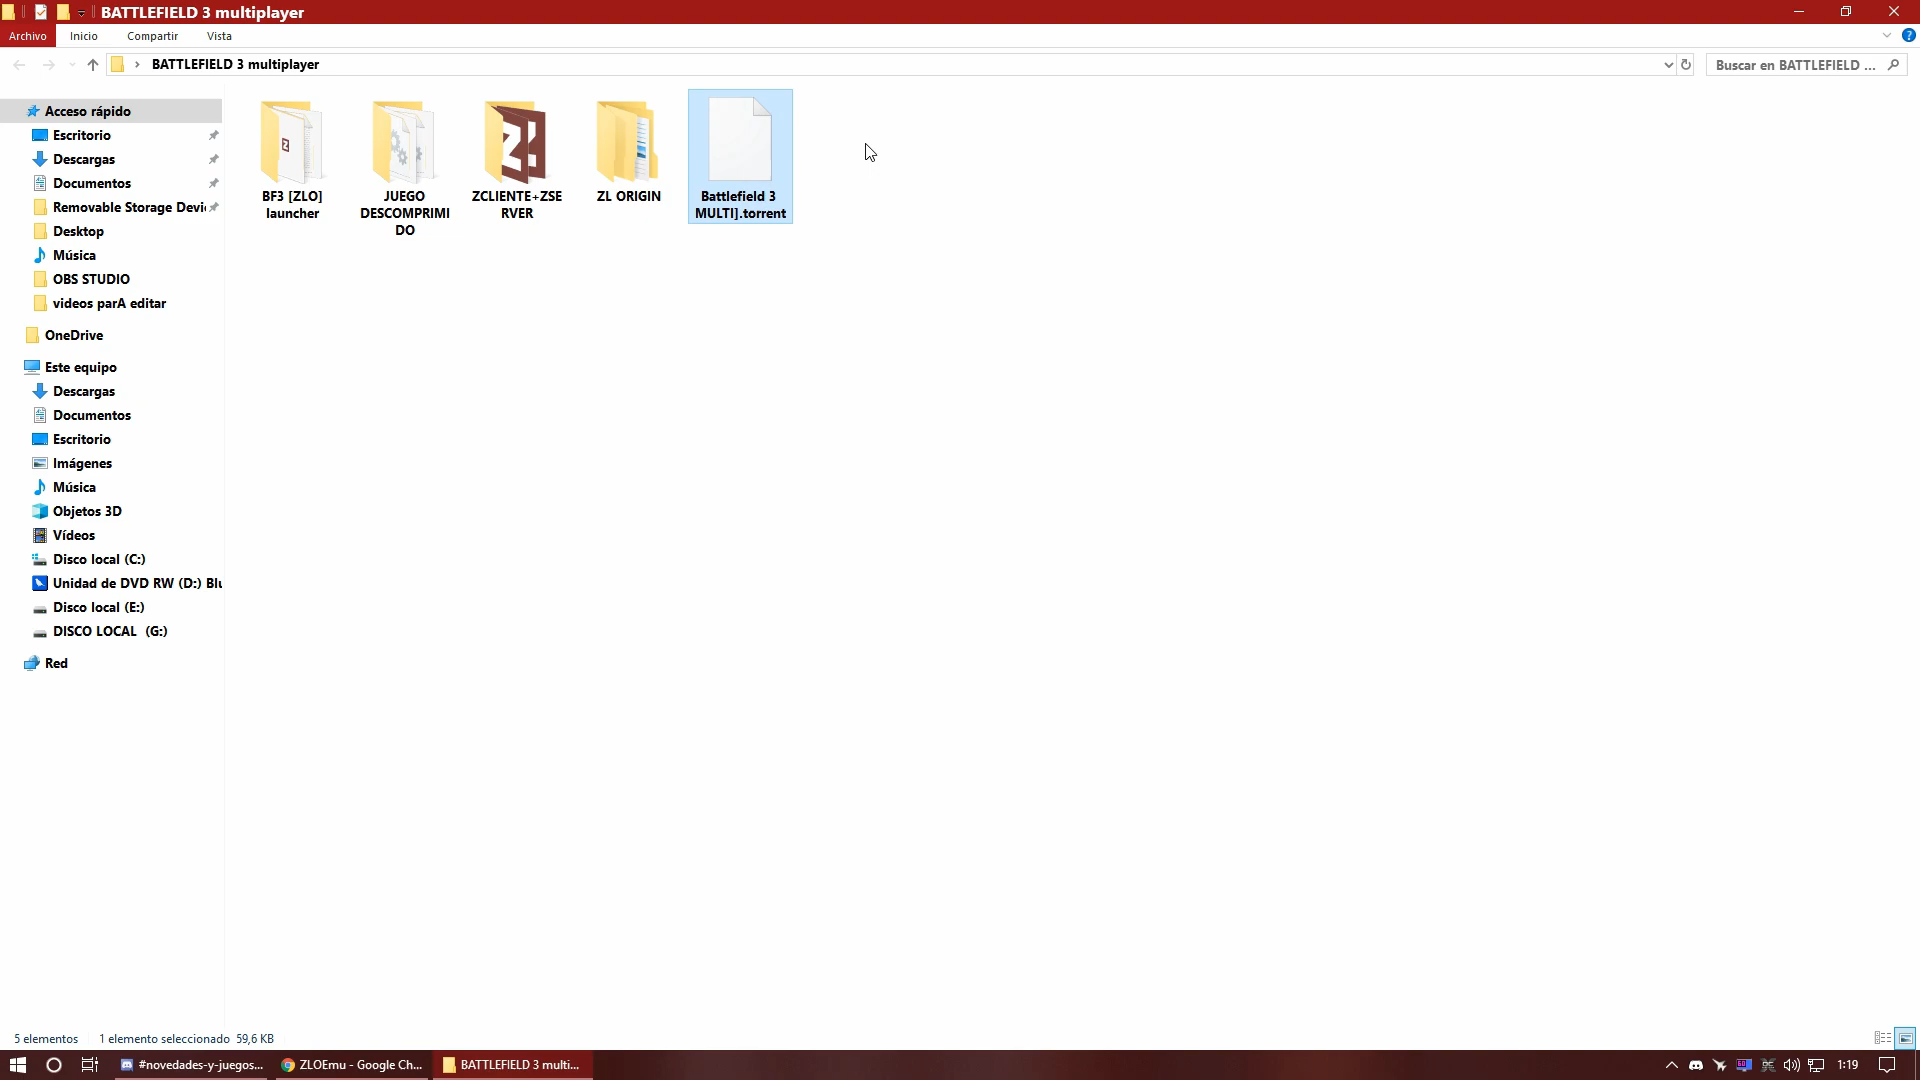 BATTLEFIELD 3 multiplayer
Archivo
Inicio
Compartir
Vista
BATTLEFIELD 3 multiplayer
Buscar en BATTLEFIELD ...
Acceso rápido
Escritorio
Descargas
Documentos
Removable Storage Devi
Desktop
Música
OBS STUDIO
videos parA editar
OneDrive
Este equipo
Descargas
Documentos
Escritorio
Imágenes
Música
Objetos 3D
Vídeos
Disco local (C:)
Unidad de DVD RW (D:) Blu
Disco local (E:)
DISCO LOCAL (G:)
Red
BF3 [ZLO]
launcher
JUEGO
DESCOMPRIMI
DO
ZCLIENTE+ZSE
RVER
ZL ORIGIN
Battlefield 3
MULTI].torrent
5 elementos
1 elemento seleccionado 59,6 KB
#novedades-y-juegos...
ZLOEmu - Google Ch...
BATTLEFIELD 3 multi...
1:19